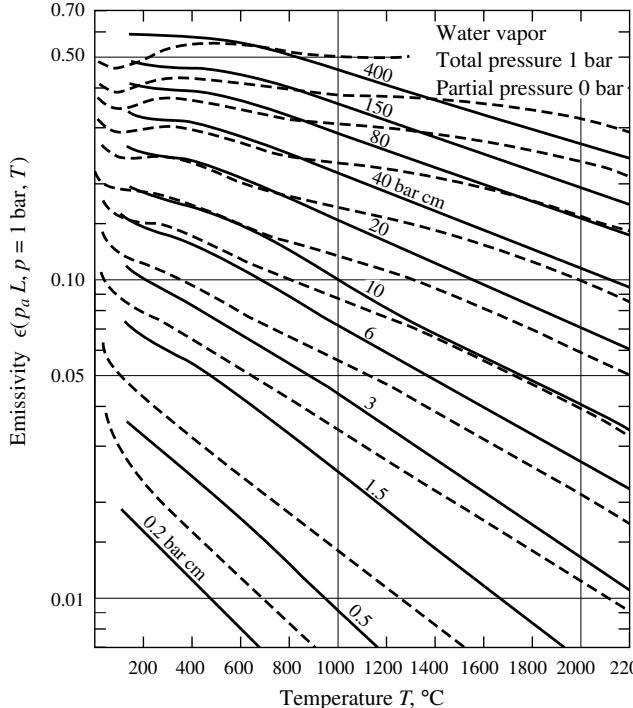 0.70
Water vapor
0.50
Total pressure 1 bar
400
Partial pressure 0 bar
150
80
40 bar cm
20
0.10
10
6
0.05
3
1.5
0.2 bar cm
0.01
0.5
Emissivity ϵ(pₐ L, p = 1 bar, T)
200 400 600 800 1000 1200 1400 1600 1800 2000 220
Temperature T, °C